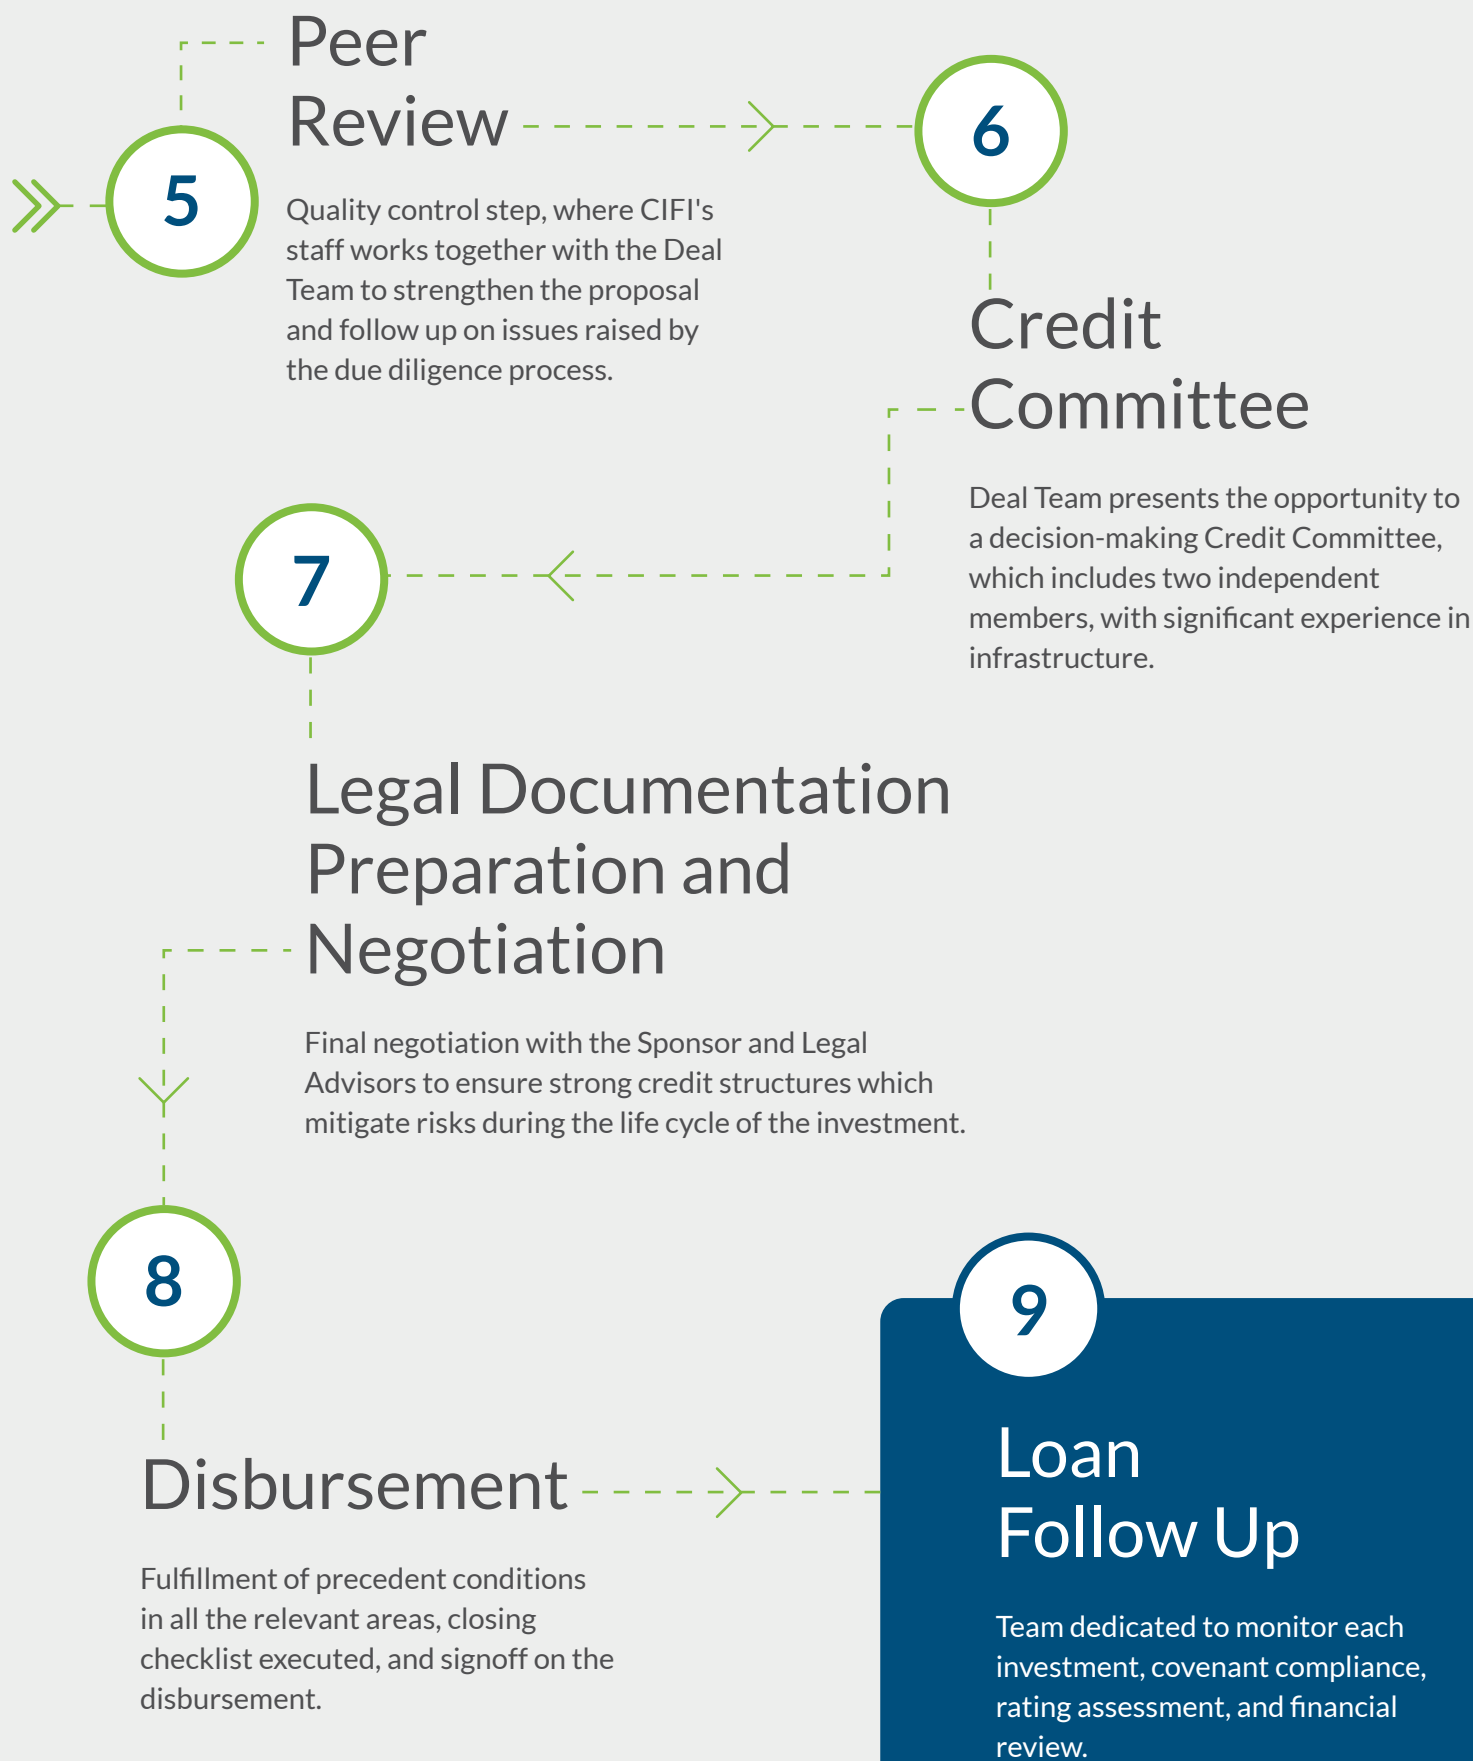 5
Peer
Review
Quality control step, where CIFI's
staff works together with the Deal
Team to strengthen the proposal
and follow up on issues raised by
the due diligence process.
6
Credit
Committee
Deal Team presents the opportunity to
a decision-making Credit Committee,
which includes two independent
members, with significant experience in
infrastructure.
7
Legal Documentation
Preparation and
Negotiation
Final negotiation with the Sponsor and Legal
Advisors to ensure strong credit structures which
mitigate risks during the life cycle of the investment.
8
Disbursement
Fulfillment of precedent conditions
in all the relevant areas, closing
checklist executed, and signoff on the
disbursement.
9
Loan
Follow Up
Team dedicated to monitor each
investment, covenant compliance,
rating assessment, and financial
review.